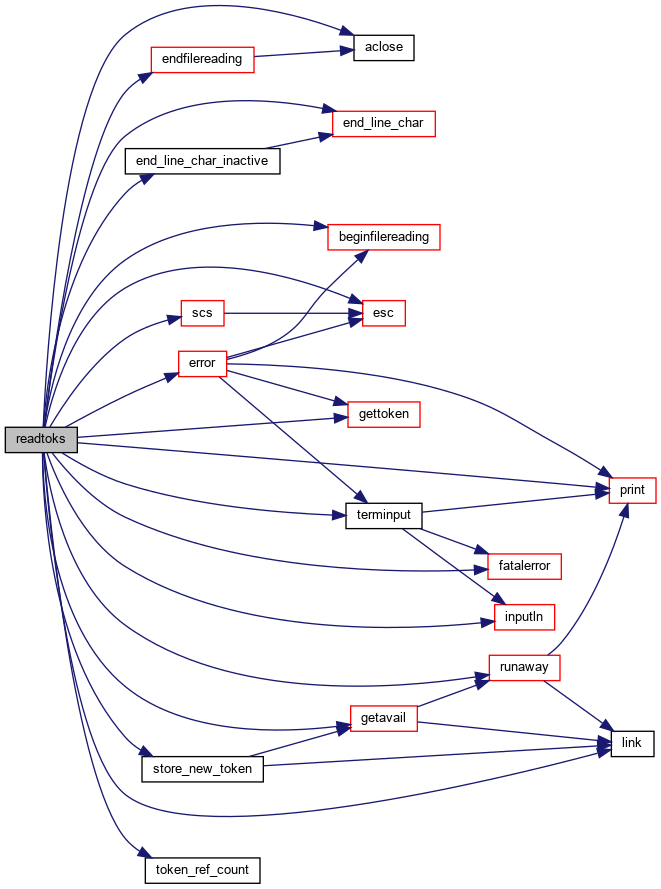 aclose
endfilereading
end_line_char
end_line_char_inactive
beginfilereading
scs
esc
error
gettoken
readtoks
print
terminput
fatalerror
inputln
runaway
getavail
link
store_new_token
token_ref_count